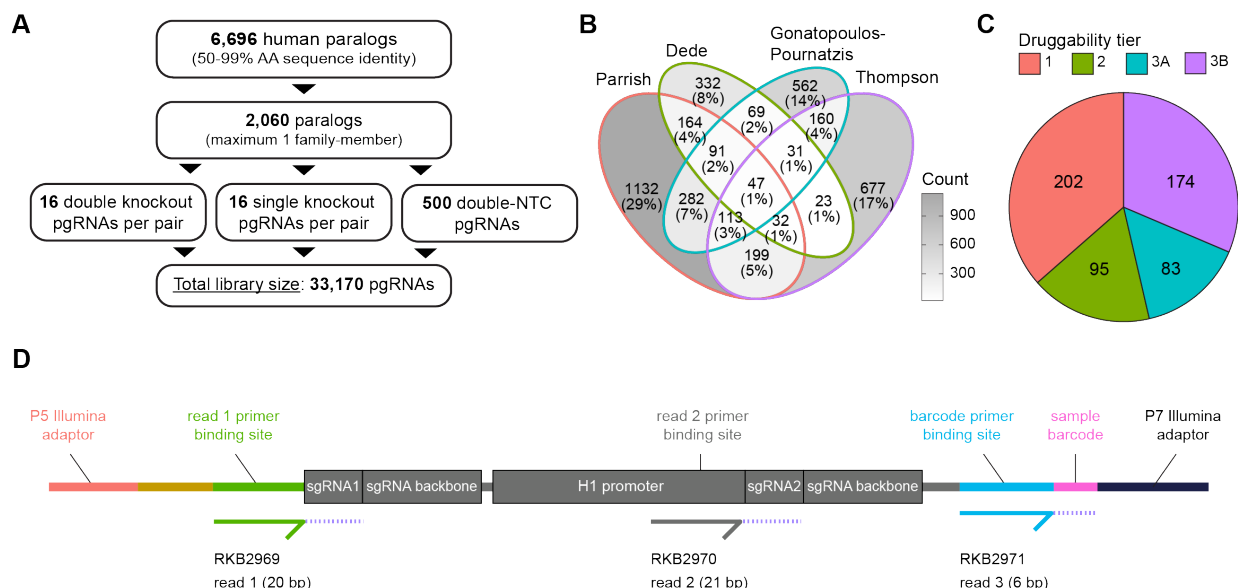 A
6,696 human paralogs
(50-99% AA sequence identity)
2,060 paralogs
(maximum 1 family-member)
16 double knockout
pgRNAs per pair
16 single knockout
pgRNAs per pair
500 double-NTC
pgRNAs
Total library size: 33,170 pgRNAs
B
Parrish
Dede
Gonatopoulos-
Pournatzis
Thompson
332
(8%)
562
(14%)
69
(2%)
164
(4%)
160
(4%)
91
(2%)
31
(1%)
1132
(29%)
282
(7%)
47
(1%)
23
(1%)
677
(17%)
113
(3%)
32
(1%)
199
(5%)
Count
900
600
300
C
Druggability tier
1
2
3A
3B
202
174
95
83
D
P5 Illumina
adaptor
read 1 primer
binding site
read 2 primer
binding site
barcode primer
binding site
sample
barcode
P7 Illumina
adaptor
sgRNA1
sgRNA backbone
H1 promoter
sgRNA2
sgRNA backbone
RKB2969
read 1 (20 bp)
RKB2970
read 2 (21 bp)
RKB2971
read 3 (6 bp)